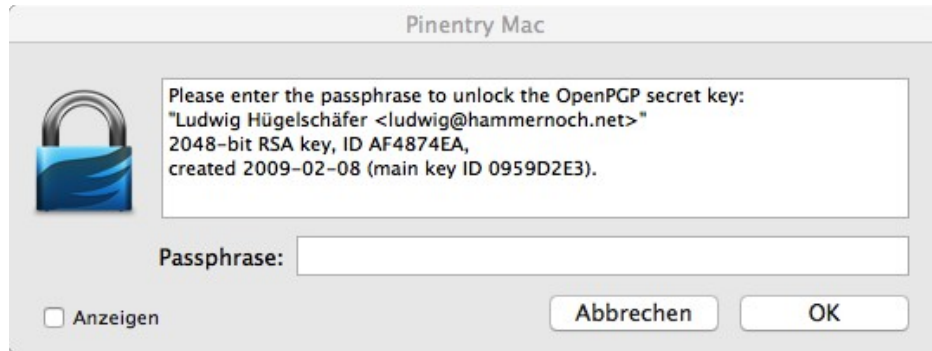 Pinentry Mac
Please enter the passphrase to unlock the OpenPGP secret key:
"Ludwig Hügelschäfer <ludwig@hammernoch.net>"
2048-bit RSA key, ID AF4874EA,
created 2009-02-08 (main key ID 0959D2E3).
Passphrase:
Anzeigen
Abbrechen
OK